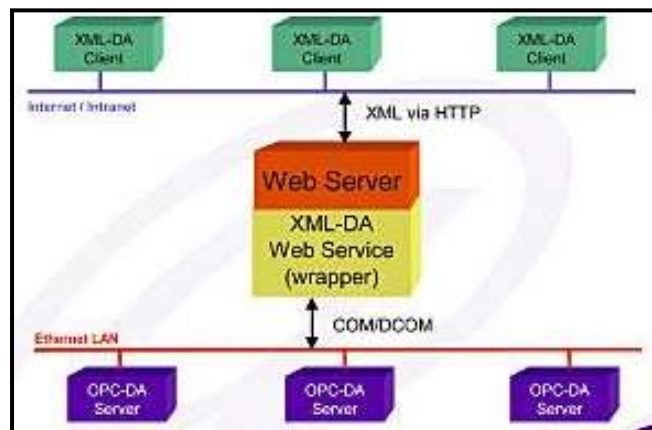 XML-DA
Client
XML-DA
Client
XML-DA
Client
Internet / Intranet
XML via HTTP
Web Server
XML-DA
Web Service
(wrapper)
COM/DCOM
Ethernet LAN
OPC-DA
Server
OPC-DA
Server
OPC-DA
Server